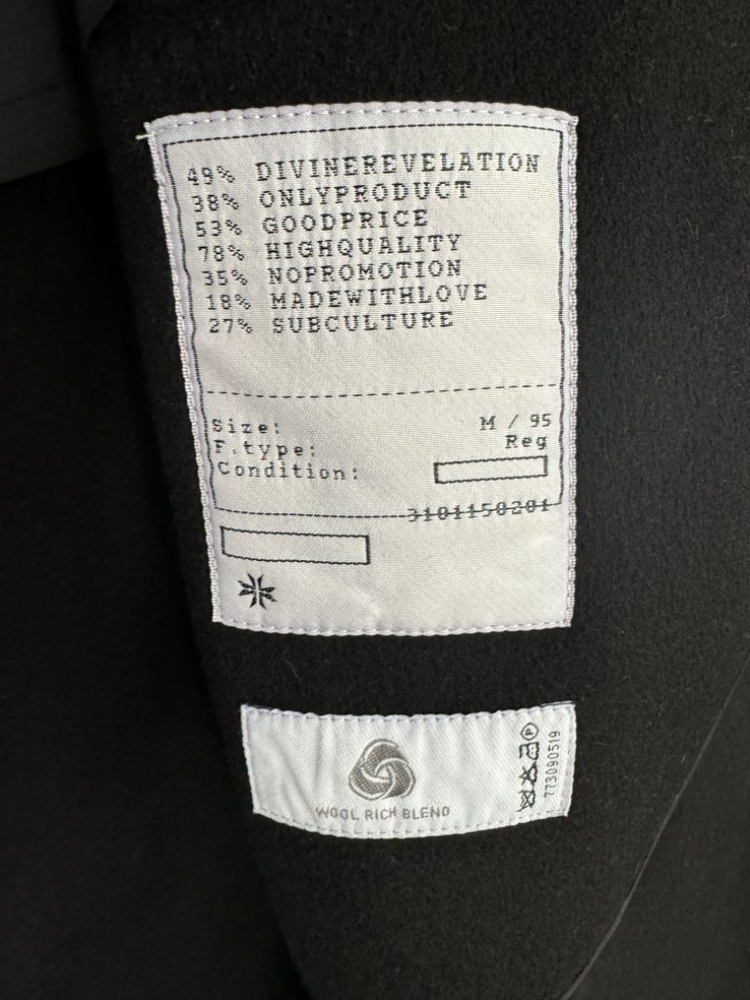 49% DIVINEREVELATION
38% ONLYPRODUCT
53% GOODPRICE
78% HIGHQUALITY
35% NOPROMOTION
18% MADEWITHLOVE
27% SUBCULTURE
Size: M / 95
F.type: Reg
Condition:
3101150201
WOOL RICH BLEND
P
773090519